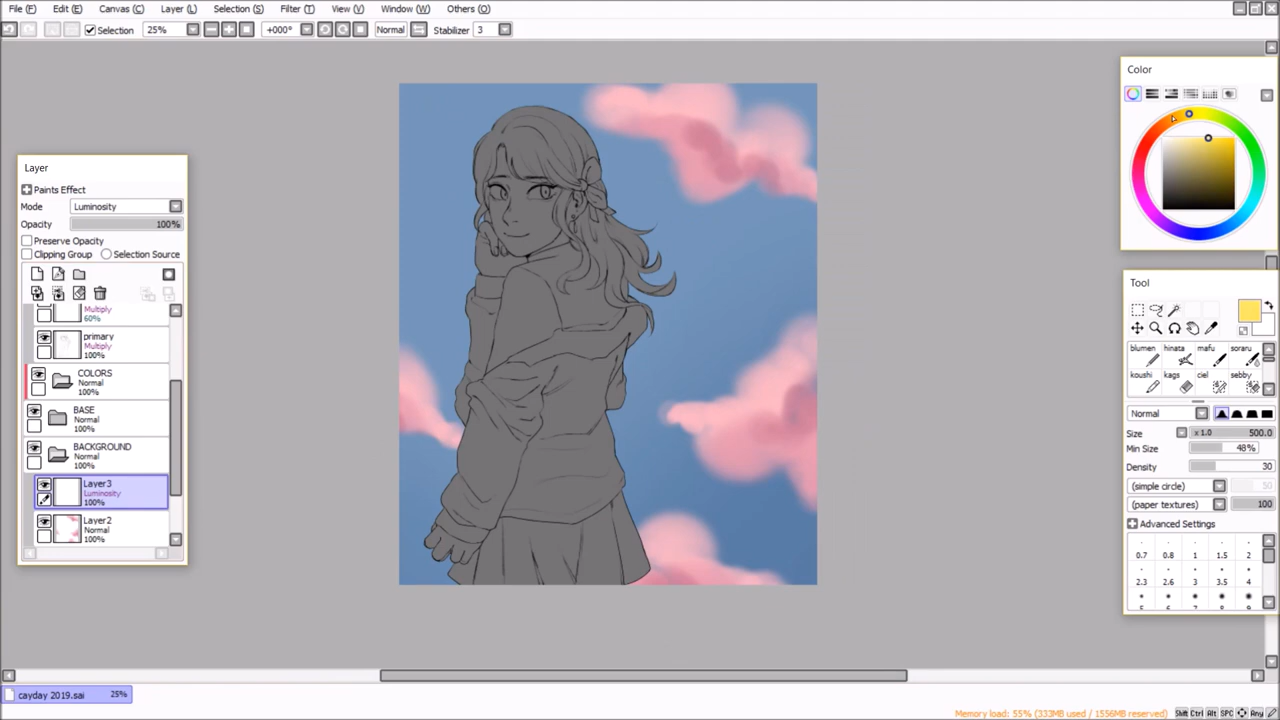 File (F) Edit (E) Canvas (C) Layer (L) Selection (S) Filter (T) View (V) Window (W) Others (O)
Selection 25% +000° Normal Stabilizer 3
Layer
Paints Effect
Mode Luminosity
Opacity 100%
Preserve Opacity
Clipping Group Selection Source
Multiply
60%
primary
Multiply
100%
COLORS
Normal
100%
BASE
Normal
100%
BACKGROUND
Normal
100%
Layer3
Luminosity
100%
Layer2
Normal
100%
Color
Tool
blumen hinata mafu soraru
koushi kags ciel sebby
Normal
Size x 1.0 500.0
Min Size 48%
Density 30
(simple circle) 50
(paper textures) 100
Advanced Settings
0.7 0.8 1 1.5 2
2.3 2.6 3 3.5 4
cayday 2019.sai 25%
Memory load: 55% (333MB used / 1556MB reserved) Shift Ctrl Alt SPC Any